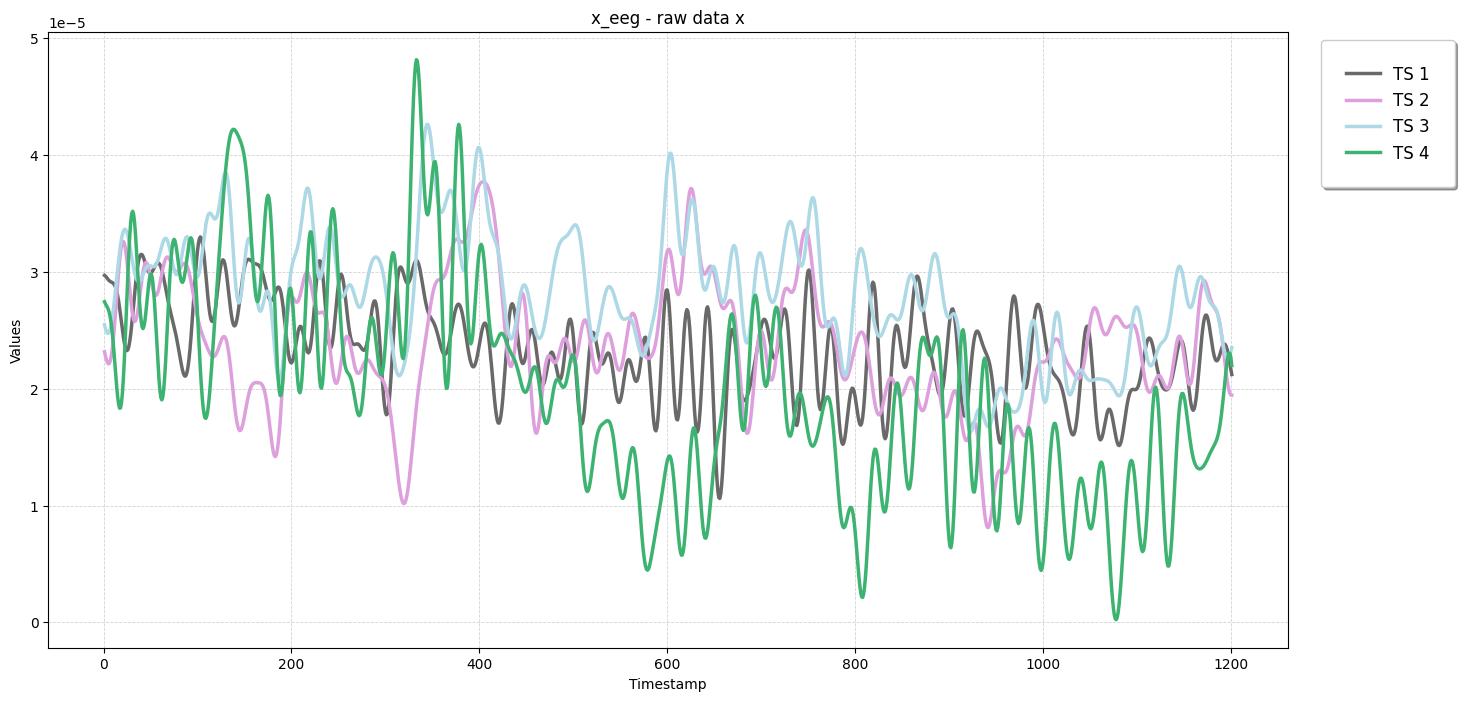 x_eeg - raw data x
1e−5
5
4
3
2
1
0
Values
0
200
400
600
800
1000
1200
Timestamp
TS 1
TS 2
TS 3
TS 4